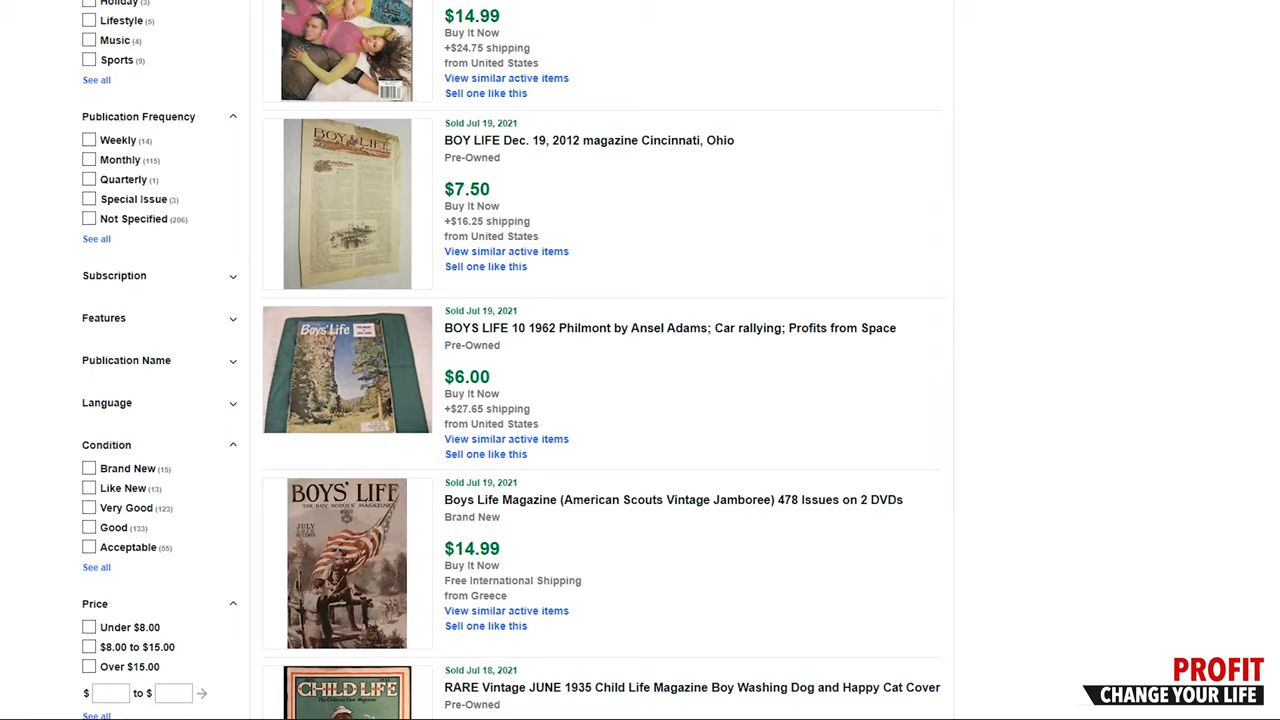 Holiday (3)
Lifestyle (5)
Music (4)
Sports (9)
See all
Publication Frequency
Weekly (14)
Monthly (115)
Quarterly (1)
Special Issue (3)
Not Specified (206)
See all
Subscription
Features
Publication Name
Language
Condition
Brand New (15)
Like New (13)
Very Good (123)
Good (133)
Acceptable (55)
See all
Price
Under $8.00
$8.00 to $15.00
Over $15.00
$ to $
See all
$14.99
Buy It Now
+$24.75 shipping
from United States
View similar active items
Sell one like this
BOY LIFE
Sold Jul 19, 2021
BOY LIFE Dec. 19, 2012 magazine Cincinnati, Ohio
Pre-Owned
$7.50
Buy It Now
+$16.25 shipping
from United States
View similar active items
Sell one like this
Boys' Life
Sold Jul 19, 2021
BOYS LIFE 10 1962 Philmont by Ansel Adams; Car rallying; Profits from Space
Pre-Owned
$6.00
Buy It Now
+$27.65 shipping
from United States
View similar active items
Sell one like this
BOYS' LIFE
THE BOY SCOUTS' MAGAZINE
JULY
Sold Jul 19, 2021
Boys Life Magazine (American Scouts Vintage Jamboree) 478 Issues on 2 DVDs
Brand New
$14.99
Buy It Now
Free International Shipping
from Greece
View similar active items
Sell one like this
CHILD LIFE
Sold Jul 18, 2021
RARE Vintage JUNE 1935 Child Life Magazine Boy Washing Dog and Happy Cat Cover
Pre-Owned
PROFIT
CHANGE YOUR LIFE